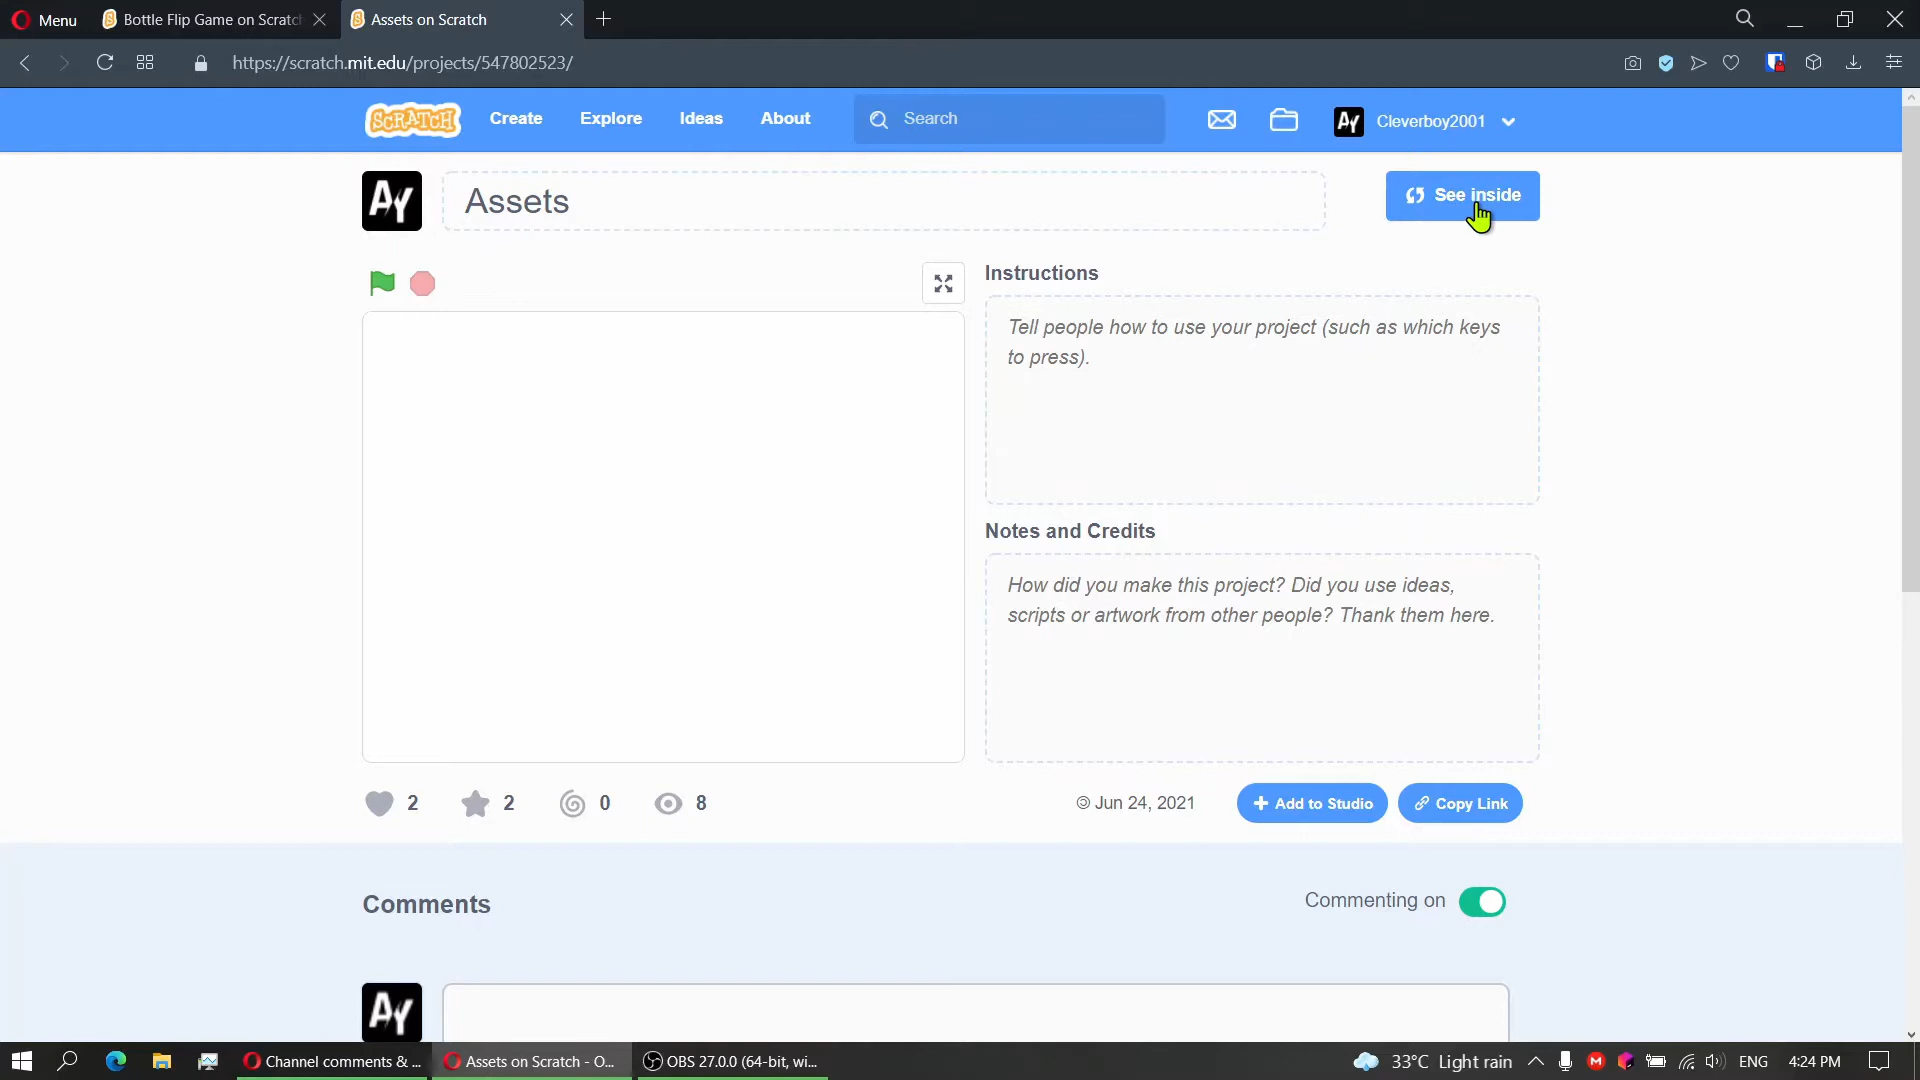 Menu
Bottle Flip Game on Scratc
Assets on Scratch
https://scratch.mit.edu/projects/547802523/
SCRATCH
Create
Explore
Ideas
About
Search
AY
Cleverboy2001
AY
Assets
See inside
Instructions
Tell people how to use your project (such as which keys
to press).
Notes and Credits
How did you make this project? Did you use ideas,
scripts or artwork from other people? Thank them here.
2
2
0
8
© Jun 24, 2021
Add to Studio
Copy Link
Comments
Commenting on
AY
Channel comments & ...
Assets on Scratch - O...
OBS 27.0.0 (64-bit, wi...
33°C Light rain
ENG
4:24 PM